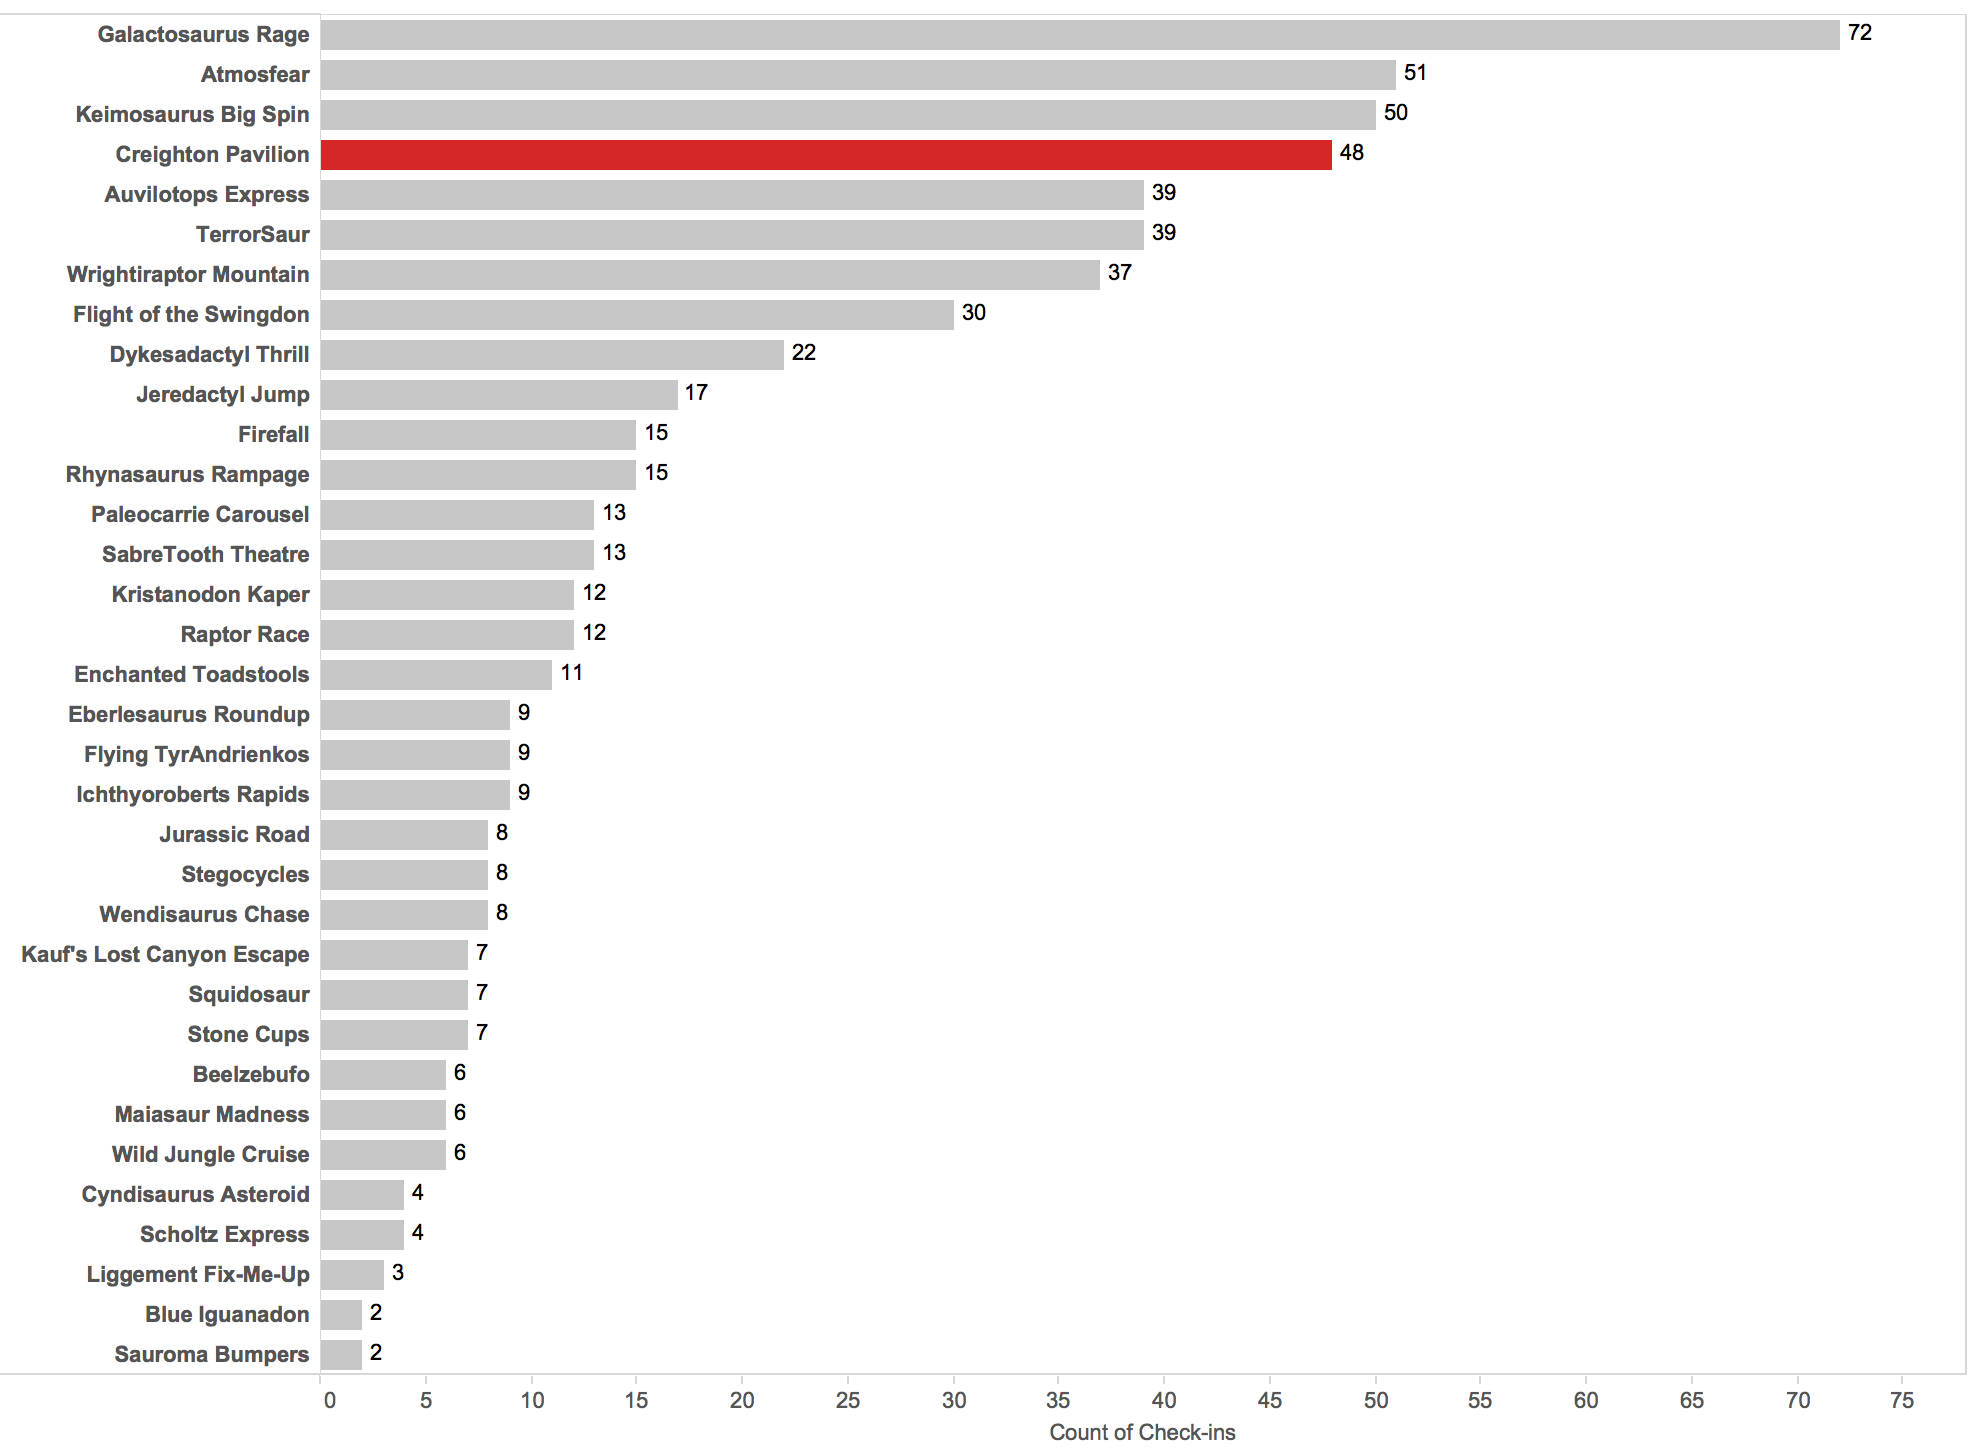 Galactosaurus Rage 72
Atmosfear 51
Keimosaurus Big Spin 50
Creighton Pavilion 48
Auvilotops Express 39
TerrorSaur 39
Wrightiraptor Mountain 37
Flight of the Swingdon 30
Dykesadactyl Thrill 22
Jeredactyl Jump 17
Firefall 15
Rhynasaurus Rampage 15
Paleocarrie Carousel 13
SabreTooth Theatre 13
Kristanodon Kaper 12
Raptor Race 12
Enchanted Toadstools 11
Eberlesaurus Roundup 9
Flying TyrAndrienkos 9
Ichthyoroberts Rapids 9
Jurassic Road 8
Stegocycles 8
Wendisaurus Chase 8
Kauf's Lost Canyon Escape 7
Squidosaur 7
Stone Cups 7
Beelzebufo 6
Maiasaur Madness 6
Wild Jungle Cruise 6
Cyndisaurus Asteroid 4
Scholtz Express 4
Liggement Fix-Me-Up 3
Blue Iguanadon 2
Sauroma Bumpers 2
0 5 10 15 20 25 30 35 40 45 50 55 60 65 70 75
Count of Check-ins